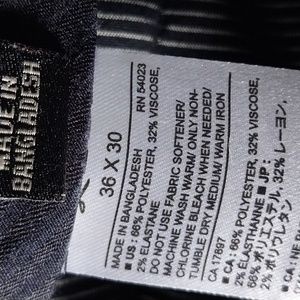 MADE IN
BANGLADESH
36 X 30
MADE IN BANGLADESH RN 54023
■ US: 66% POLYESTER, 32% VISCOSE,
2% ELASTANE
DO NOT USE FABRIC SOFTENER/
MACHINE WASH WARM/ ONLY NON-
CHLORINE BLEACH WHEN NEEDED/
TUMBLE DRY MEDIUM/ WARM IRON
CA 17697
■ CA: 66% POLYESTER, 32% VISCOSE,
2% ELASTHANNE ■ JP:
66% ポリエステル, 32% レーヨン,
2% ポリウレタン